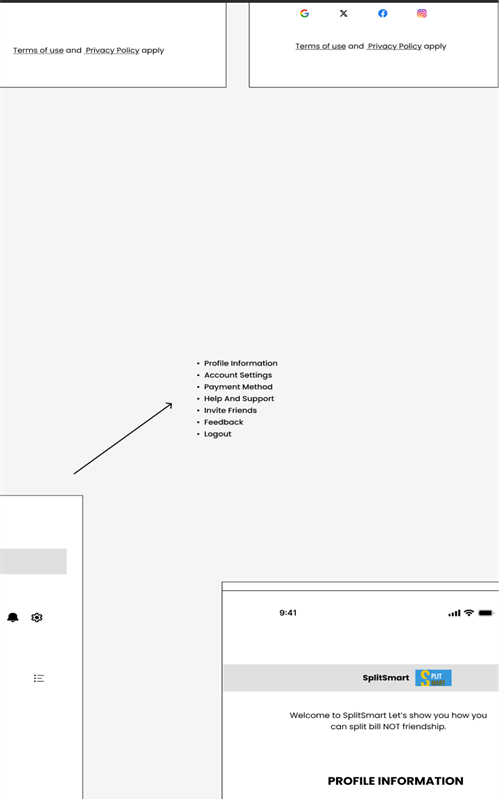 Terms of use and Privacy Policy apply
Terms of use and Privacy Policy apply
• Profile Information
• Account Settings
• Payment Method
• Help And Support
• Invite Friends
• Feedback
• Logout
9:41
SplitSmart
SPLIT
SMART
Welcome to SplitSmart Let's show you how you
can split bill NOT friendship.
PROFILE INFORMATION